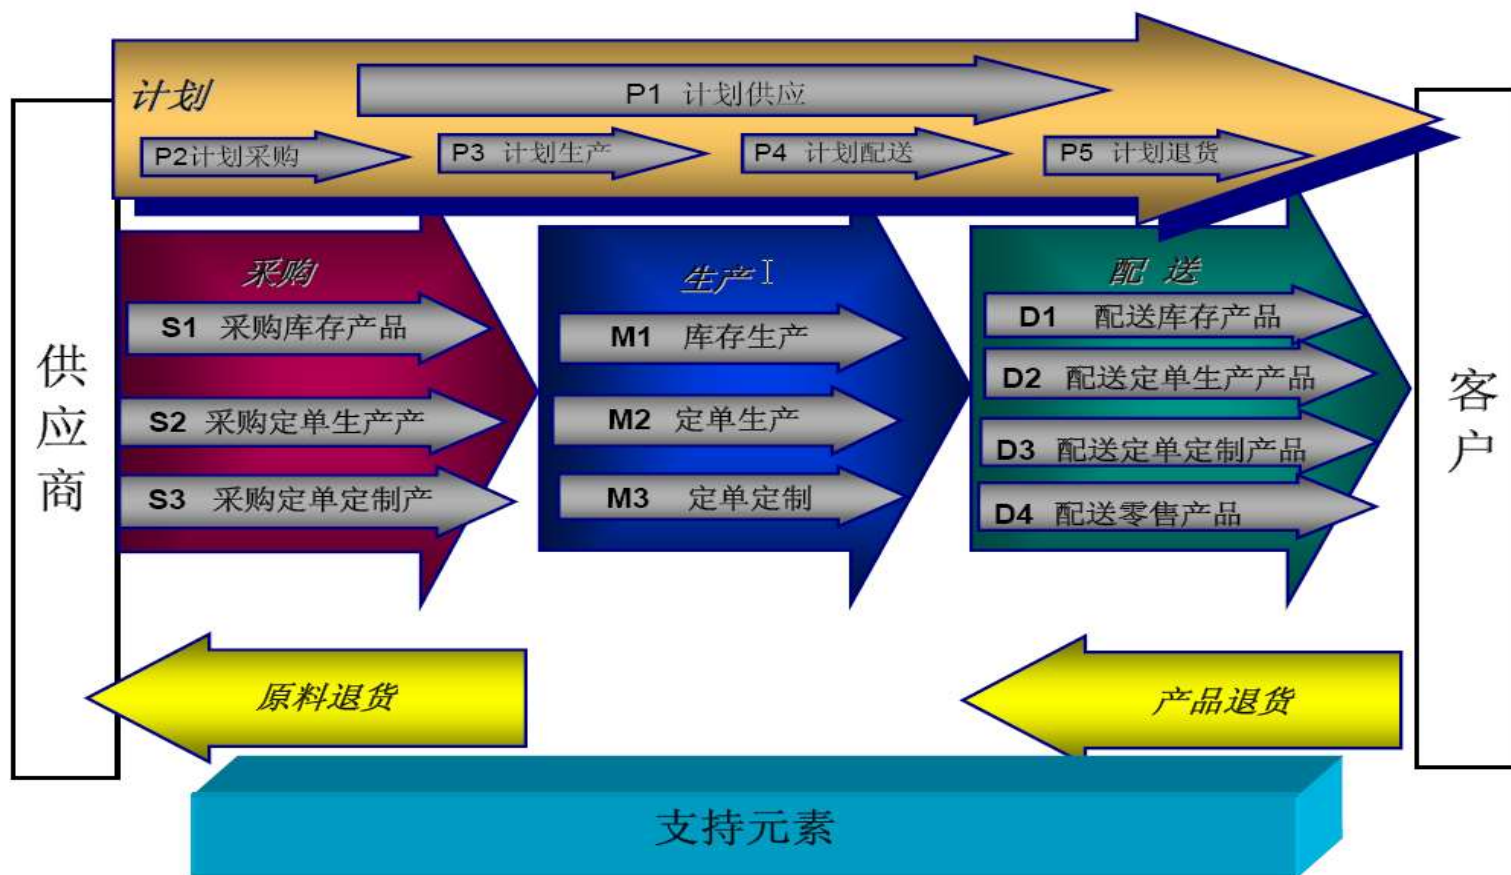 计划
P1 计划供应
P2计划采购
P3 计划生产
P4 计划配送
P5 计划退货
供应商
采购
S1 采购库存产品
S2 采购定单生产产
S3 采购定单定制产
生产
M1 库存生产
M2 定单生产
M3 定单定制
配 送
D1 配送库存产品
D2 配送定单生产产品
D3 配送定单定制产品
D4 配送零售产品
客户
原料退货
产品退货
支持元素